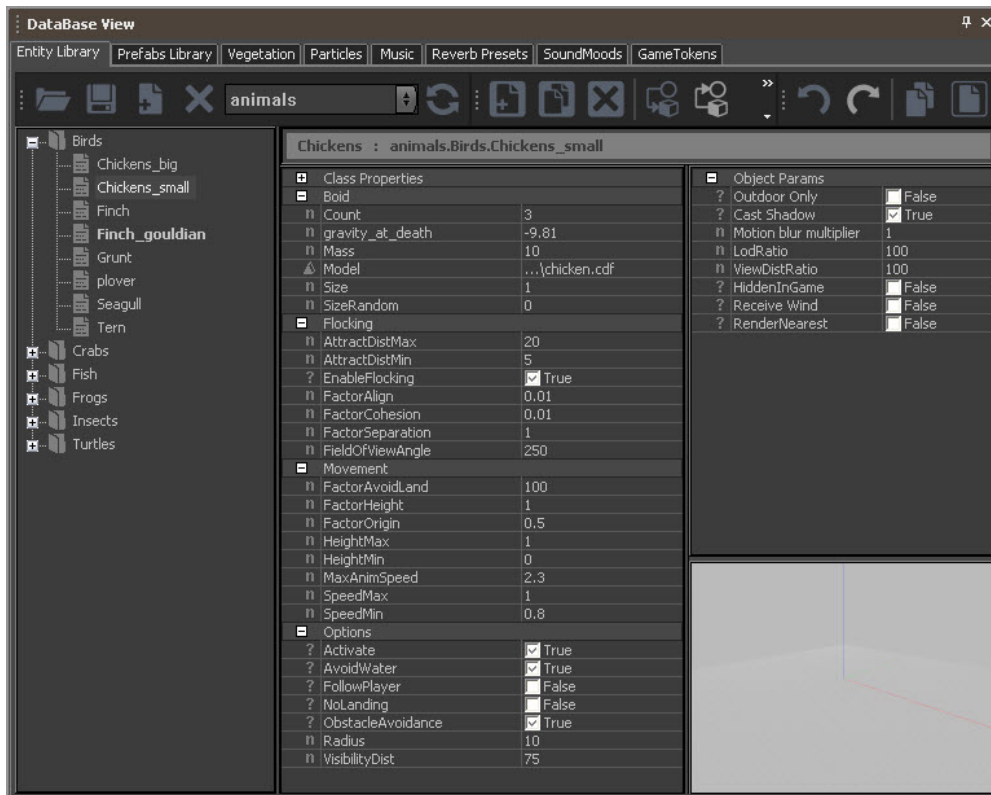 DataBase View
Entity Library Prefabs Library Vegetation Particles Music Reverb Presets SoundMoods GameTokens
animals
Birds
Chickens_big
Chickens_small
Finch
Finch_gouldian
Grunt
plover
Seagull
Tern
Crabs
Fish
Frogs
Insects
Turtles
Chickens : animals.Birds.Chickens_small
Class Properties
Boid
n Count 3
n gravity_at_death -9.81
n Mass 10
Model ...\chicken.cdf
n Size 1
n SizeRandom 0
Flocking
n AttractDistMax 20
n AttractDistMin 5
? EnableFlocking True
n FactorAlign 0.01
n FactorCohesion 0.01
n FactorSeparation 1
n FieldOfViewAngle 250
Movement
n FactorAvoidLand 100
n FactorHeight 1
n FactorOrigin 0.5
n HeightMax 1
n HeightMin 0
n MaxAnimSpeed 2.3
n SpeedMax 1
n SpeedMin 0.8
Options
? Activate True
? AvoidWater True
? FollowPlayer False
? NoLanding False
? ObstacleAvoidance True
n Radius 10
n VisibilityDist 75
Object Params
? Outdoor Only False
? Cast Shadow True
n Motion blur multiplier 1
n LodRatio 100
n ViewDistRatio 100
? HiddenInGame False
? Receive Wind False
? RenderNearest False